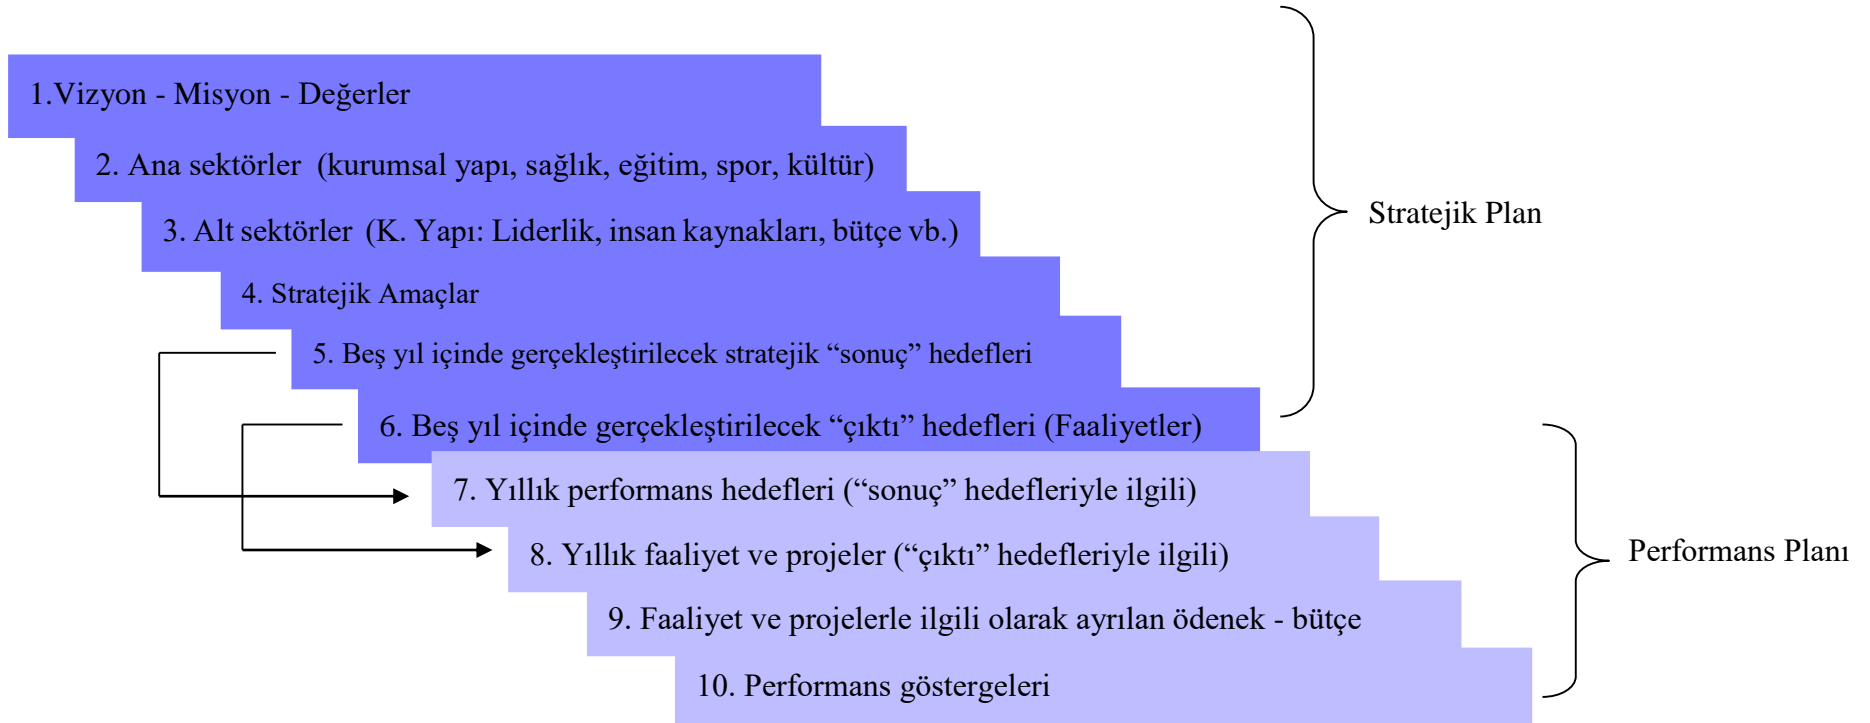 1.Vizyon - Misyon - Değerler
2. Ana sektörler (kurumsal yapı, sağlık, eğitim, spor, kültür)
3. Alt sektörler (K. Yapı: Liderlik, insan kaynakları, bütçe vb.)
Stratejik Plan
4. Stratejik Amaçlar
5. Beş yıl içinde gerçekleştirilecek stratejik “sonuç” hedefleri
6. Beş yıl içinde gerçekleştirilecek “çıktı” hedefleri (Faaliyetler)
7. Yıllık performans hedefleri (“sonuç” hedefleriyle ilgili)
8. Yıllık faaliyet ve projeler (“çıktı” hedefleriyle ilgili)
Performans Planı
9. Faaliyet ve projelerle ilgili olarak ayrılan ödenek - bütçe
10. Performans göstergeleri